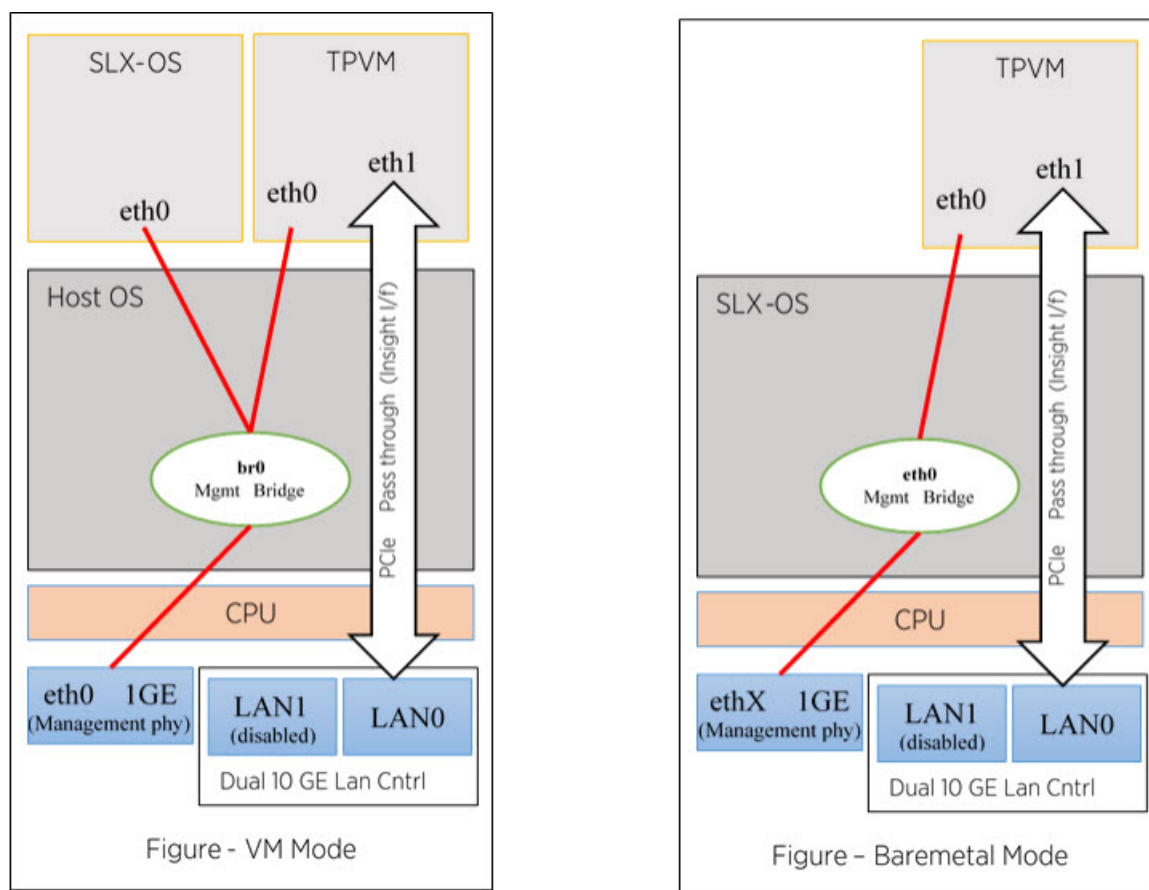 SLX-OS
TPVM
eth1
eth0
eth0
Host OS
br0
Mgmt Bridge
PCIe Pass through (Insight I/f)
CPU
eth0 1GE
(Management phy)
LAN1
(disabled)
LAN0
Dual 10 GE Lan Cntrl
Figure - VM Mode
TPVM
eth1
eth0
SLX-OS
eth0
Mgmt Bridge
PCIe Pass through (Insight I/f)
CPU
ethX 1GE
(Management phy)
LAN1
(disabled)
LAN0
Dual 10 GE Lan Cntrl
Figure – Baremetal Mode